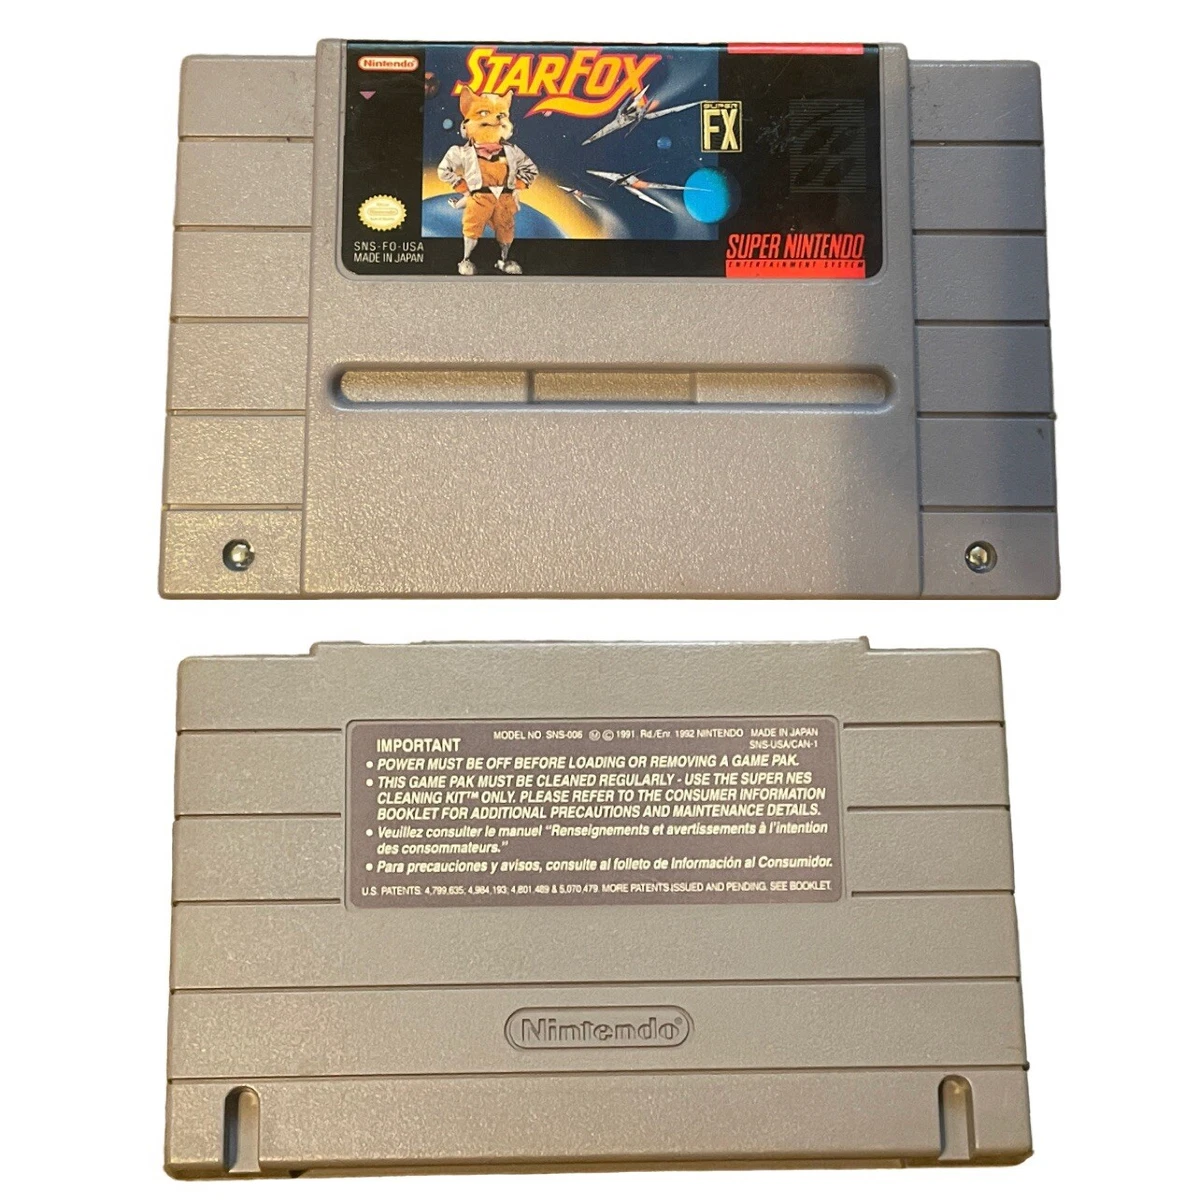 Nintendo®
STARFOX
SUPER
FX
Nintendo
SNS-FO-USA
MADE IN JAPAN
SUPER NINTENDO
ENTERTAINMENT SYSTEM
IMPORTANT
MODEL NO. SNS-006 Ⓜ © 1991, Rd./Enr. 1992 NINTENDO MADE IN JAPAN
SNS-USA/CAN-1
• POWER MUST BE OFF BEFORE LOADING OR REMOVING A GAME PAK.
• THIS GAME PAK MUST BE CLEANED REGULARLY - USE THE SUPER NES
CLEANING KIT™ ONLY. PLEASE REFER TO THE CONSUMER INFORMATION
BOOKLET FOR ADDITIONAL PRECAUTIONS AND MAINTENANCE DETAILS.
• Veuillez consulter le manuel "Renseignements et avertissements à l'intention
des consommateurs."
• Para precauciones y avisos, consulte al folleto de Información al Consumidor.
U.S. PATENTS: 4,799,635; 4,984,193; 4,801,489 & 5,070,479. MORE PATENTS ISSUED AND PENDING. SEE BOOKLET.
Nintendo®